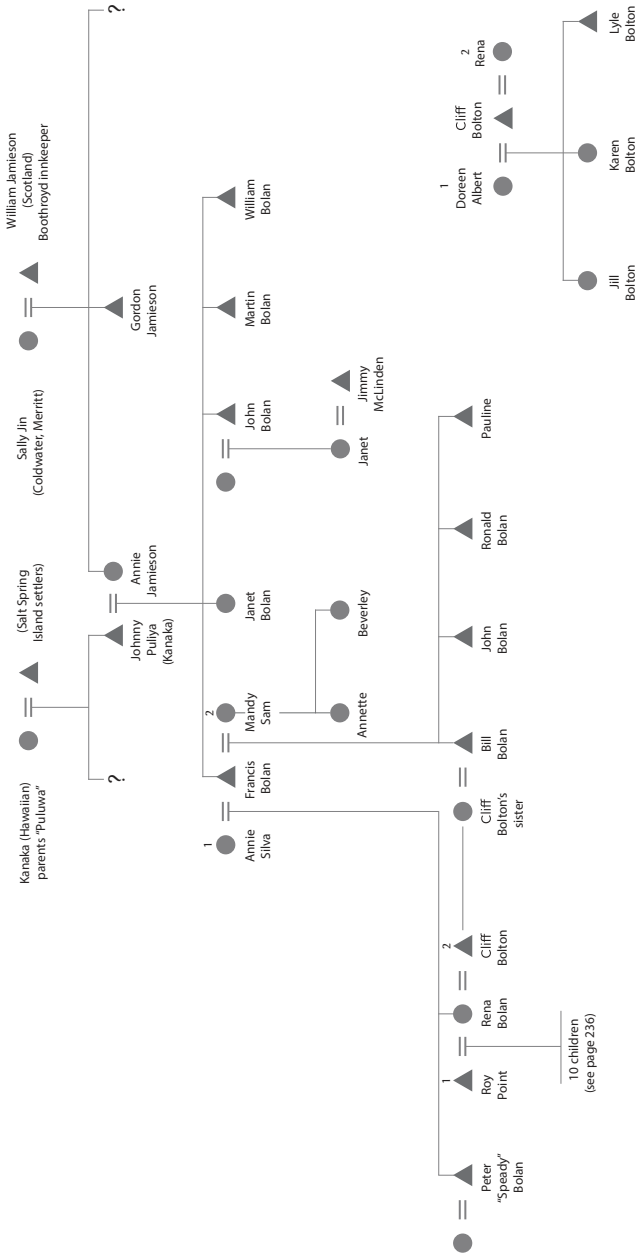 Kanaka (Hawaiian)
parents "Puluwa"
(Salt Spring
Island settlers)
Sally Jin
(Coldwater, Merritt)
William Jamieson
(Scotland)
Boothroyd innkeeper
?
Johnny
Puliya
(Kanaka)
Annie
Jamieson
Gordon
Jamieson
?
1
Annie
Silva
Francis
Bolan
2
Mandy
Sam
Janet
Bolan
John
Bolan
Martin
Bolan
William
Bolan
Annette
Beverley
Janet
Jimmy
McLinden
Peter
"Speady"
Bolan
1
Roy
Point
Rena
Bolan
2
Cliff
Bolton
Cliff
Bolton's
sister
Bill
Bolan
John
Bolan
Ronald
Bolan
Pauline
10 children
(see page 236)
1
Doreen
Albert
Cliff
Bolton
2
Rena
Jill
Bolton
Karen
Bolton
Lyle
Bolton